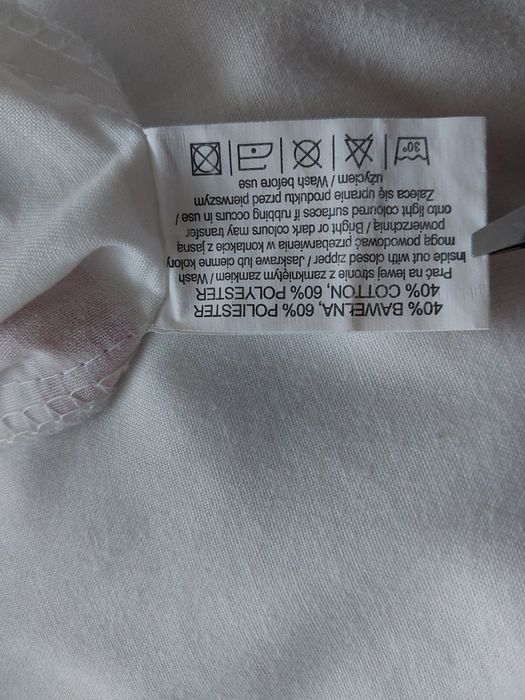 40% BAWEŁNA, 60% POLIESTER
40% COTTON, 60% POLYESTER
Prać na lewej stronie z zamkniętym zamkiem / Wash
Inside out with closed zipper / Jaskrawe lub ciemne kolory
mogą powodować przebarwienia w kontakcie z jasną
powierzchnią / Bright / or dark colours may transfer
onto light coloured surfaces if rubbing occurs in use /
Zaleca się upranie produktu przed pierwszym
użyciem / Wash before use
30°